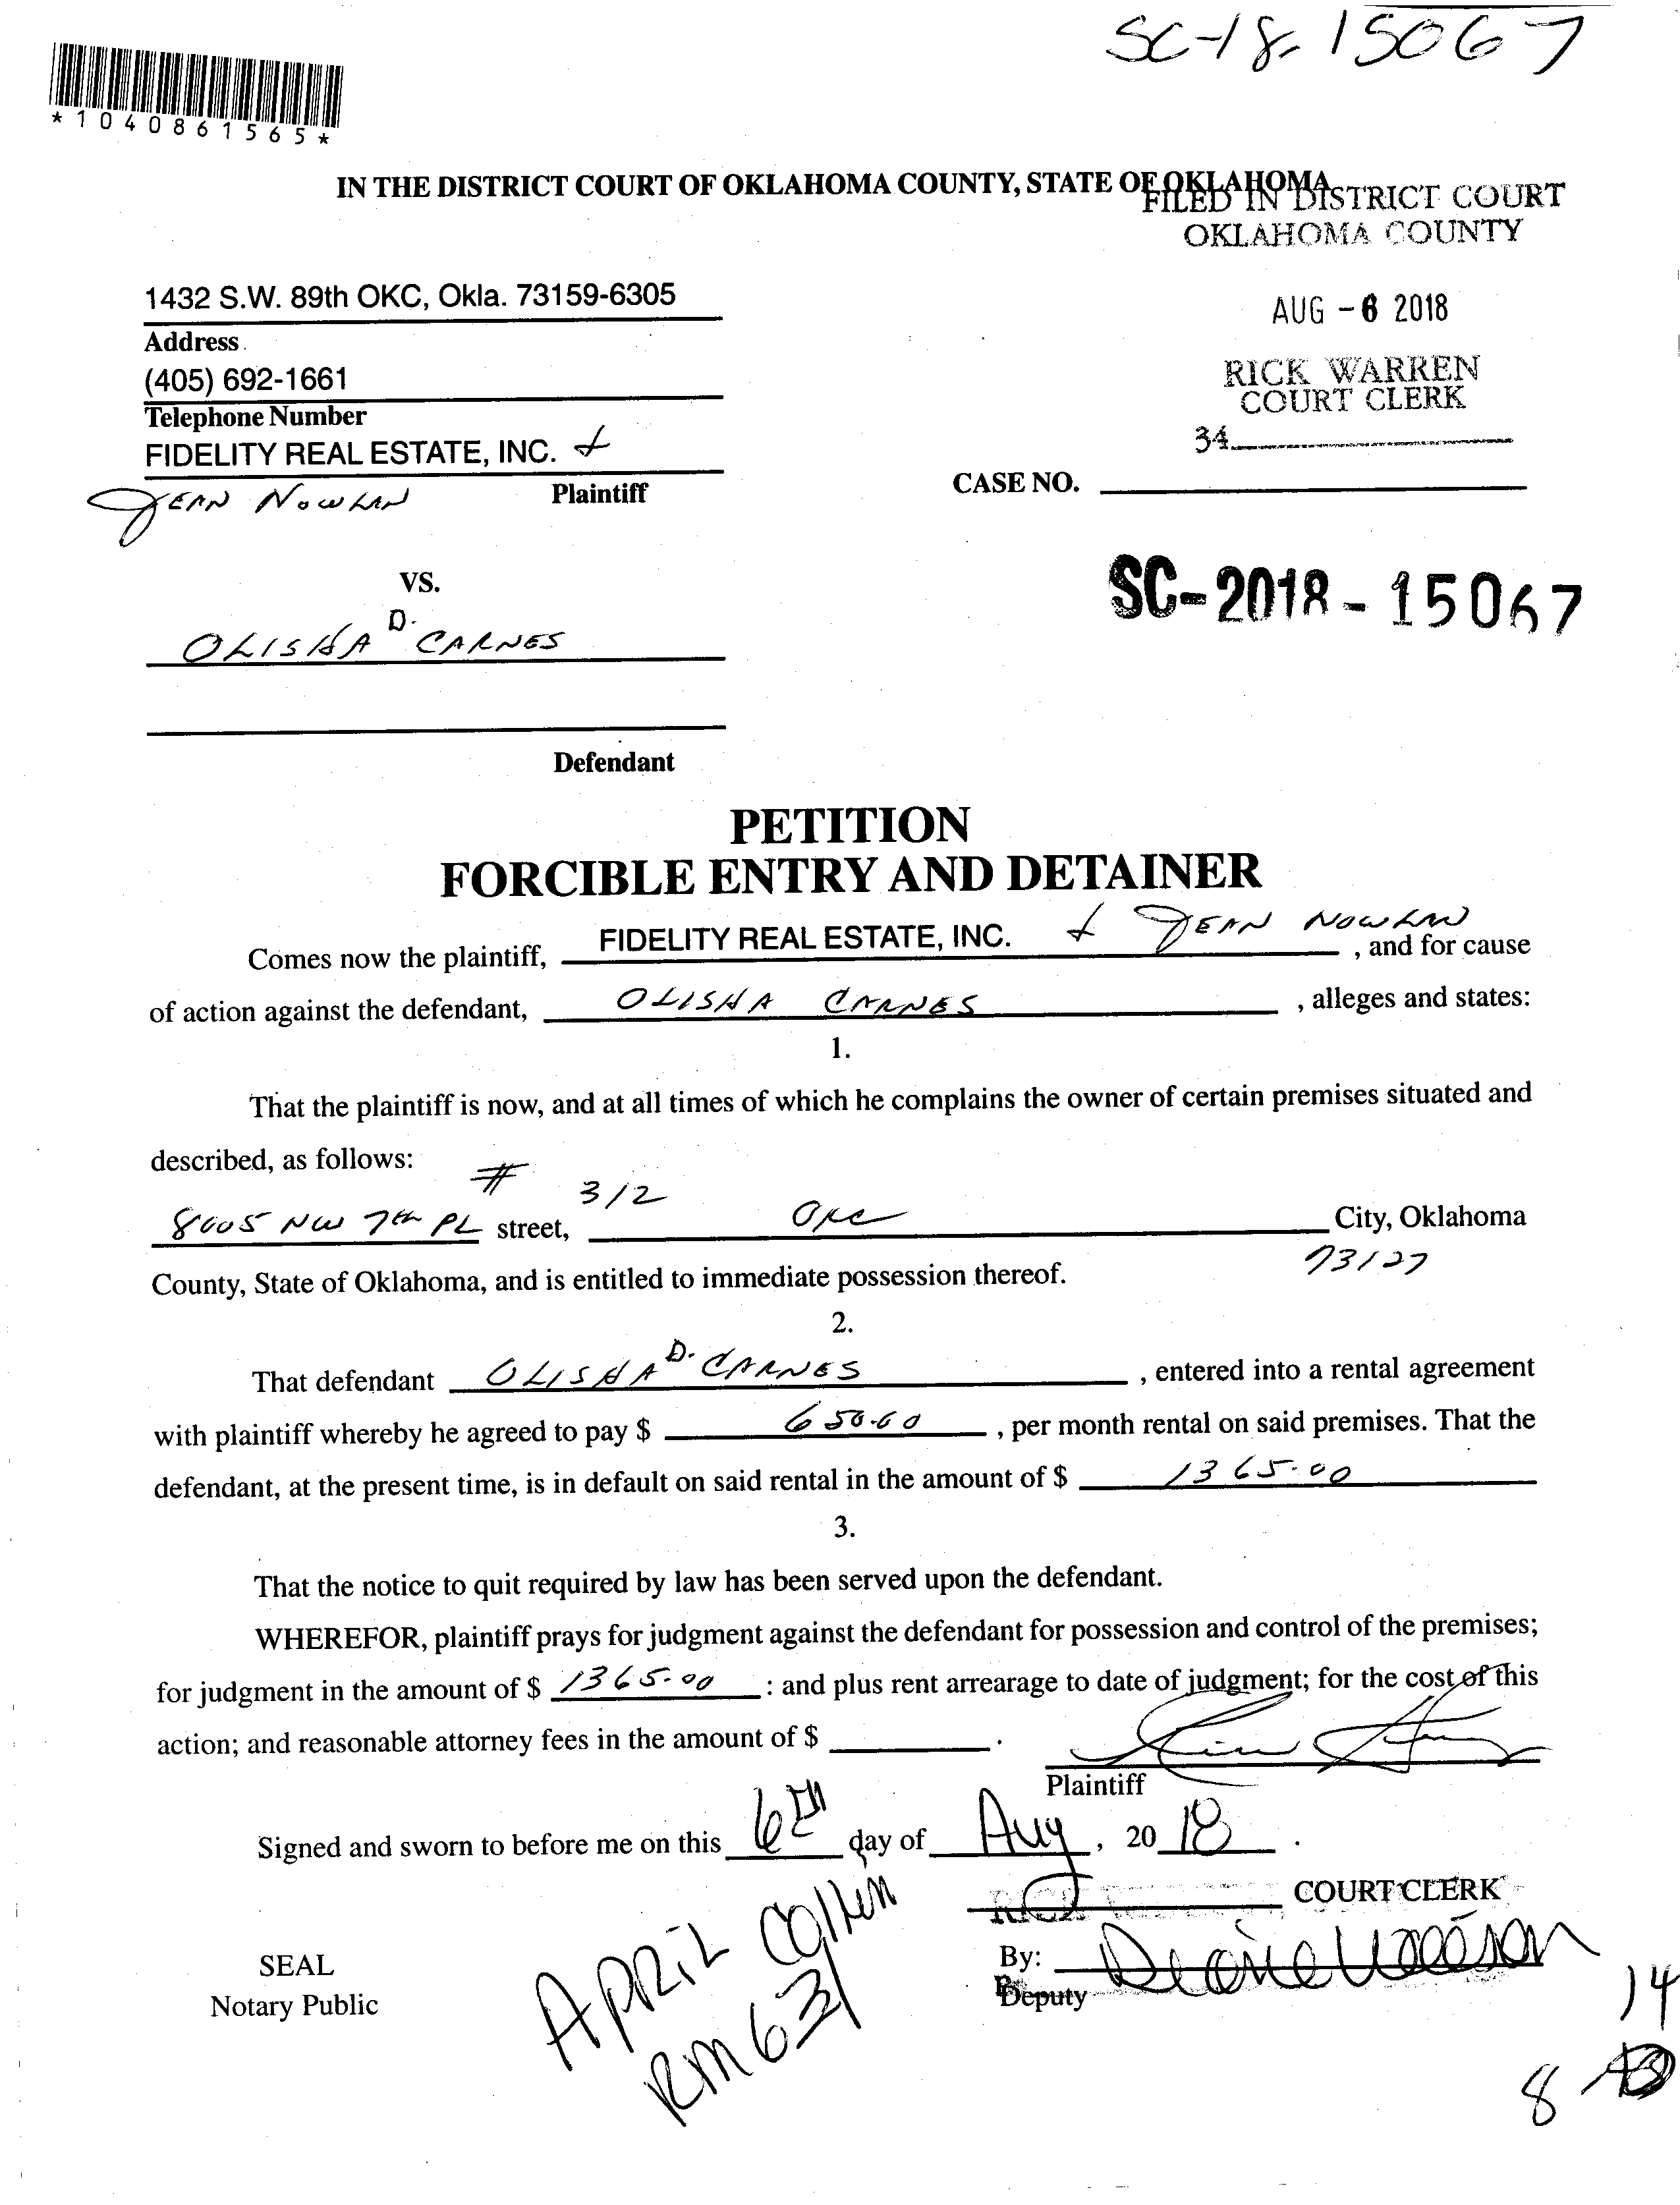 SC-18-15067
*1040861565*
IN THE DISTRICT COURT OF OKLAHOMA COUNTY, STATE OF OKLAHOMA
FILED IN DISTRICT COURT
OKLAHOMA COUNTY
1432 S.W. 89th OKC, Okla. 73159-6305
AUG -6 2018
Address
(405) 692-1661
RICK WARREN
COURT CLERK
Telephone Number
34
FIDELITY REAL ESTATE, INC. &
CASE NO.
JEAN NOWLAN Plaintiff
VS.
SC-2018-15067
OLISHA D. CARNES
Defendant
PETITION
FORCIBLE ENTRY AND DETAINER
Comes now the plaintiff, FIDELITY REAL ESTATE, INC. & JEAN NOWLAN , and for cause
of action against the defendant, OLISHA CARNES , alleges and states:
1.
That the plaintiff is now, and at all times of which he complains the owner of certain premises situated and
described, as follows:
# 312
8005 NW 7th PL street, OKC City, Oklahoma
73127
County, State of Oklahoma, and is entitled to immediate possession thereof.
2.
That defendant OLISHA D. CARNES , entered into a rental agreement
with plaintiff whereby he agreed to pay $ 650.00 , per month rental on said premises. That the
defendant, at the present time, is in default on said rental in the amount of $ 1365.00
3.
That the notice to quit required by law has been served upon the defendant.
WHEREFOR, plaintiff prays for judgment against the defendant for possession and control of the premises;
for judgment in the amount of $ 1365.00 : and plus rent arrearage to date of judgment; for the cost of this
action; and reasonable attorney fees in the amount of $ .
Plaintiff
Signed and sworn to before me on this 6th day of Aug , 20 18 .
COURT CLERK
SEAL
By:
Deputy
Notary Public
APRIL
RM 631
14
8